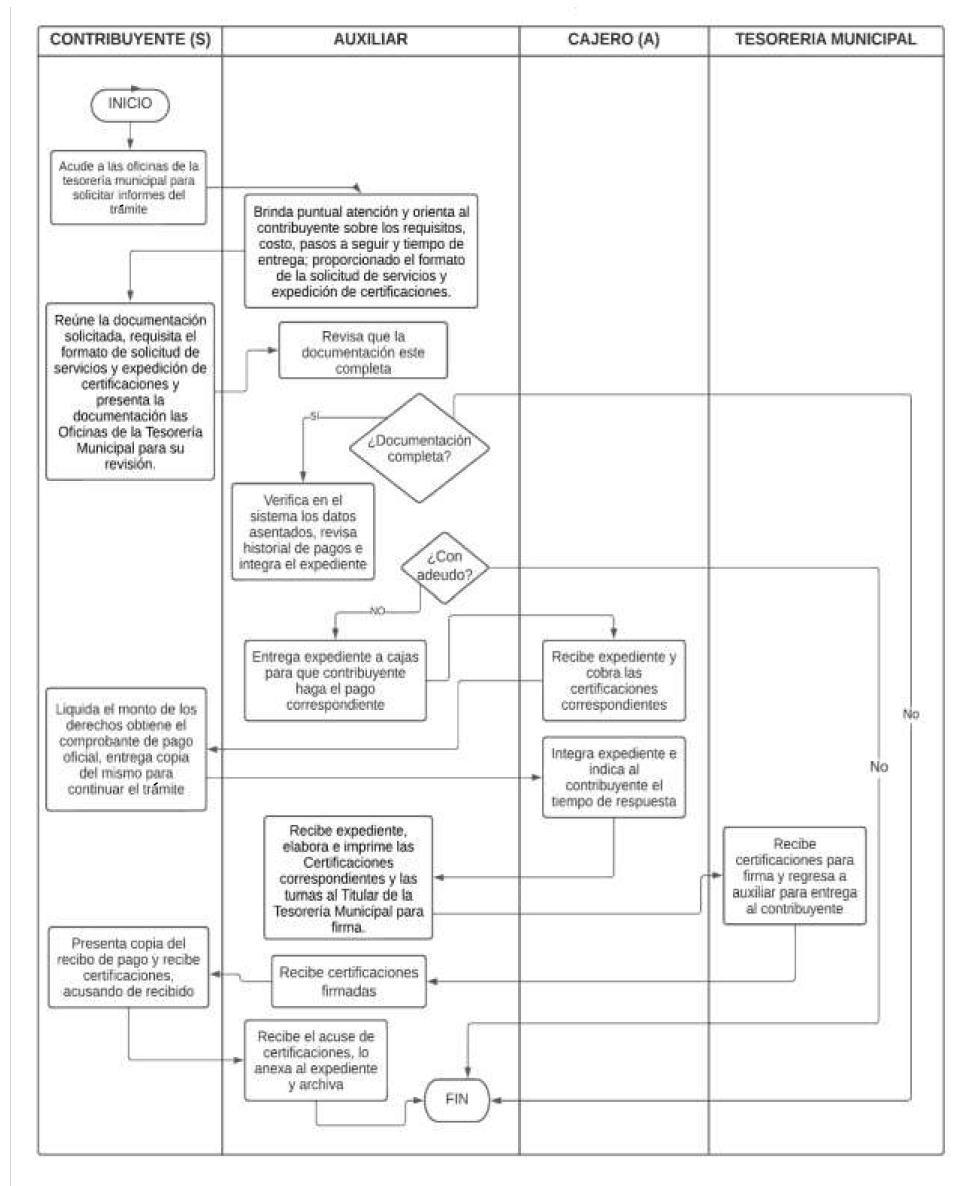 CONTRIBUYENTE (S)
AUXILIAR
CAJERO (A)
TESORERIA MUNICIPAL
INICIO
Acude a las oficinas de la
tesorería municipal para
solicitar informes del
trámite
Brinda puntual atención y orienta al
contribuyente sobre los requisitos,
costo, pasos a seguir y tiempo de
entrega; proporcionado el formato
de la solicitud de servicios y
expedición de certificaciones.
Reúne la documentación
solicitada, requisita el
formato de solicitud de
servicios y expedición de
certificaciones y
presenta la
documentación las
Oficinas de la Tesorería
Municipal para su
revisión.
Revisa que la
documentación este
completa
¿Documentación
completa?
SI
Verifica en el
sistema los datos
asentados, revisa
historial de pagos e
integra el expediente
¿Con
adeudo?
NO
Entrega expediente a cajas
para que contribuyente
haga el pago
correspondiente
Recibe expediente y
cobra las
certificaciones
correspondientes
Liquida el monto de los
derechos obtiene el
comprobante de pago
oficial, entrega copia
del mismo para
continuar el trámite
Integra expediente e
indica al
contribuyente el
tiempo de respuesta
No
No
Recibe expediente,
elabora e imprime las
Certificaciones
correspondientes y las
turnas al Titular de la
Tesorería Municipal para
firma.
Recibe
certificaciones para
firma y regresa a
auxiliar para entrega
al contribuyente
Presenta copia del
recibo de pago y recibe
certificaciones,
acusando de recibido
Recibe certificaciones
firmadas
Recibe el acuse de
certificaciones, lo
anexa al expediente
y archiva
FIN